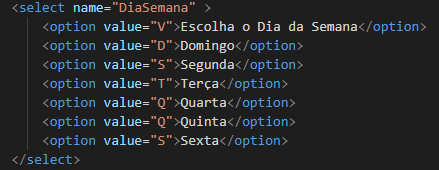 <select name="DiaSemana" >
    <option value="V">Escolha o Dia da Semana</option>
    <option value="D">Domingo</option>
    <option value="S">Segunda</option>
    <option value="T">Terça</option>
    <option value="Q">Quarta</option>
    <option value="Q">Quinta</option>
    <option value="S">Sexta</option>
</select>